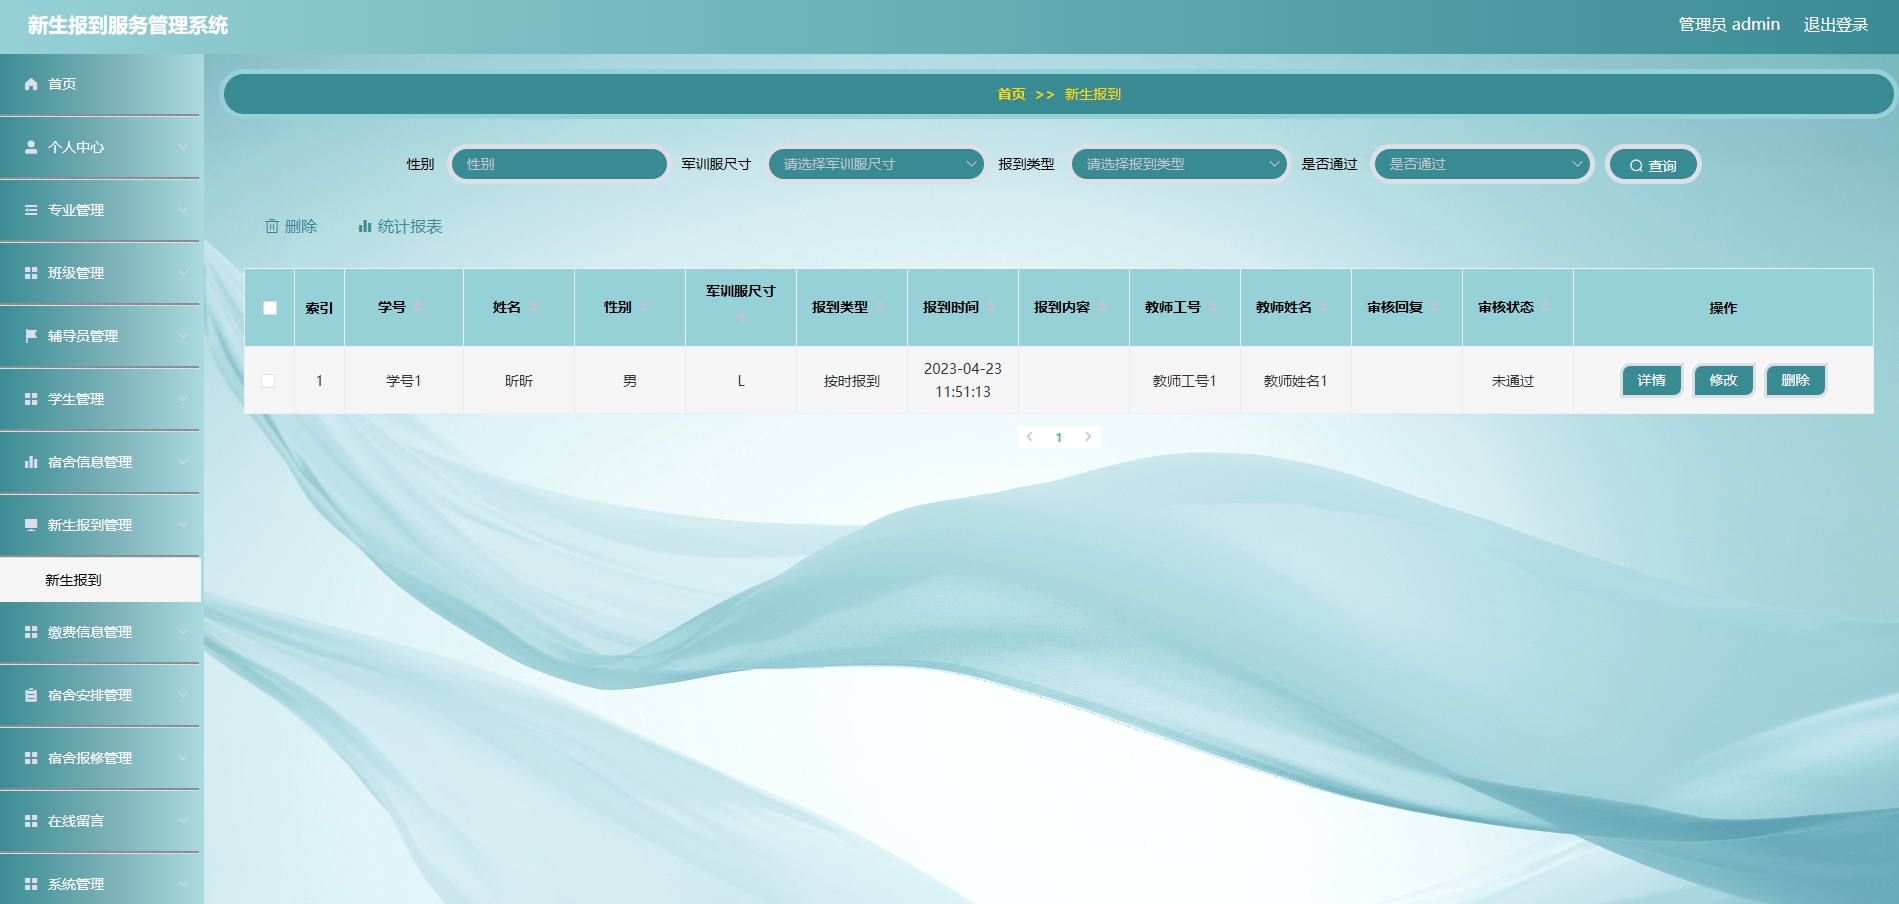 新生报到服务管理系统
管理员 admin 退出登录
首页
个人中心
专业管理
班级管理
辅导员管理
学生管理
宿舍信息管理
新生报到管理
新生报到
缴费信息管理
宿舍安排管理
宿舍报修管理
在线留言
系统管理
首页 >> 新生报到
性别 性别 军训服尺寸 请选择军训服尺寸 报到类型 请选择报到类型 是否通过 是否通过 查询
删除 统计报表
索引 学号 姓名 性别 军训服尺寸 报到类型 报到时间 报到内容 教师工号 教师姓名 审核回复 审核状态 操作
1 学号1 昕昕 男 L 按时报到 2023-04-23 11:51:13 教师工号1 教师姓名1 未通过 详情 修改 删除
1